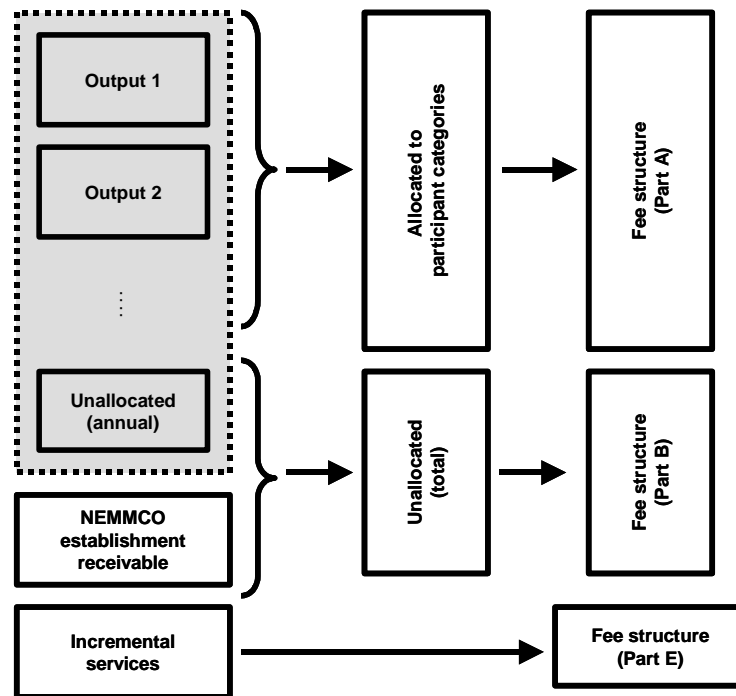 Output 1
Output 2
....
Unallocated
(annual)
NEMMCO
establishment
receivable
Incremental
services
Allocated to
participant categories
Unallocated
(total)
Fee structure
(Part A)
Fee structure
(Part B)
Fee structure
(Part E)